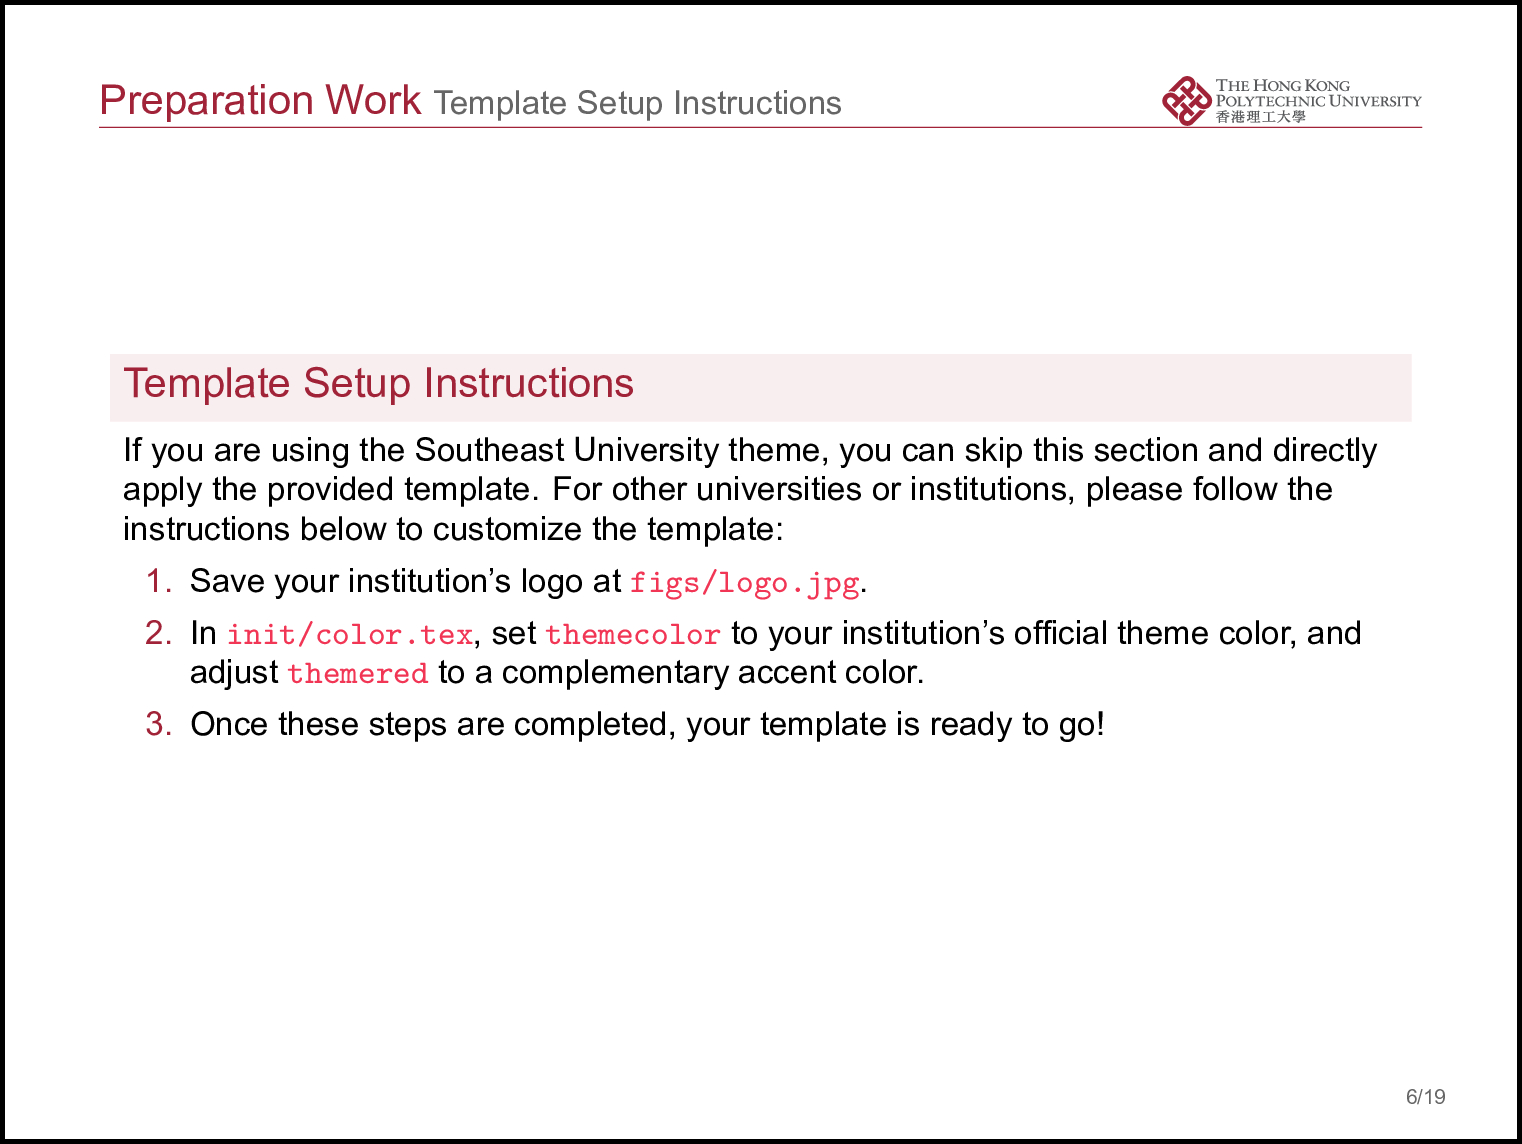 Preparation Work Template Setup Instructions
THE HONG KONG
POLYTECHNIC UNIVERSITY
香港理工大學
Template Setup Instructions
If you are using the Southeast University theme, you can skip this section and directly
apply the provided template. For other universities or institutions, please follow the
instructions below to customize the template:
1. Save your institution’s logo at figs/logo.jpg.
2. In init/color.tex, set themecolor to your institution’s official theme color, and
adjust themered to a complementary accent color.
3. Once these steps are completed, your template is ready to go!
6/19